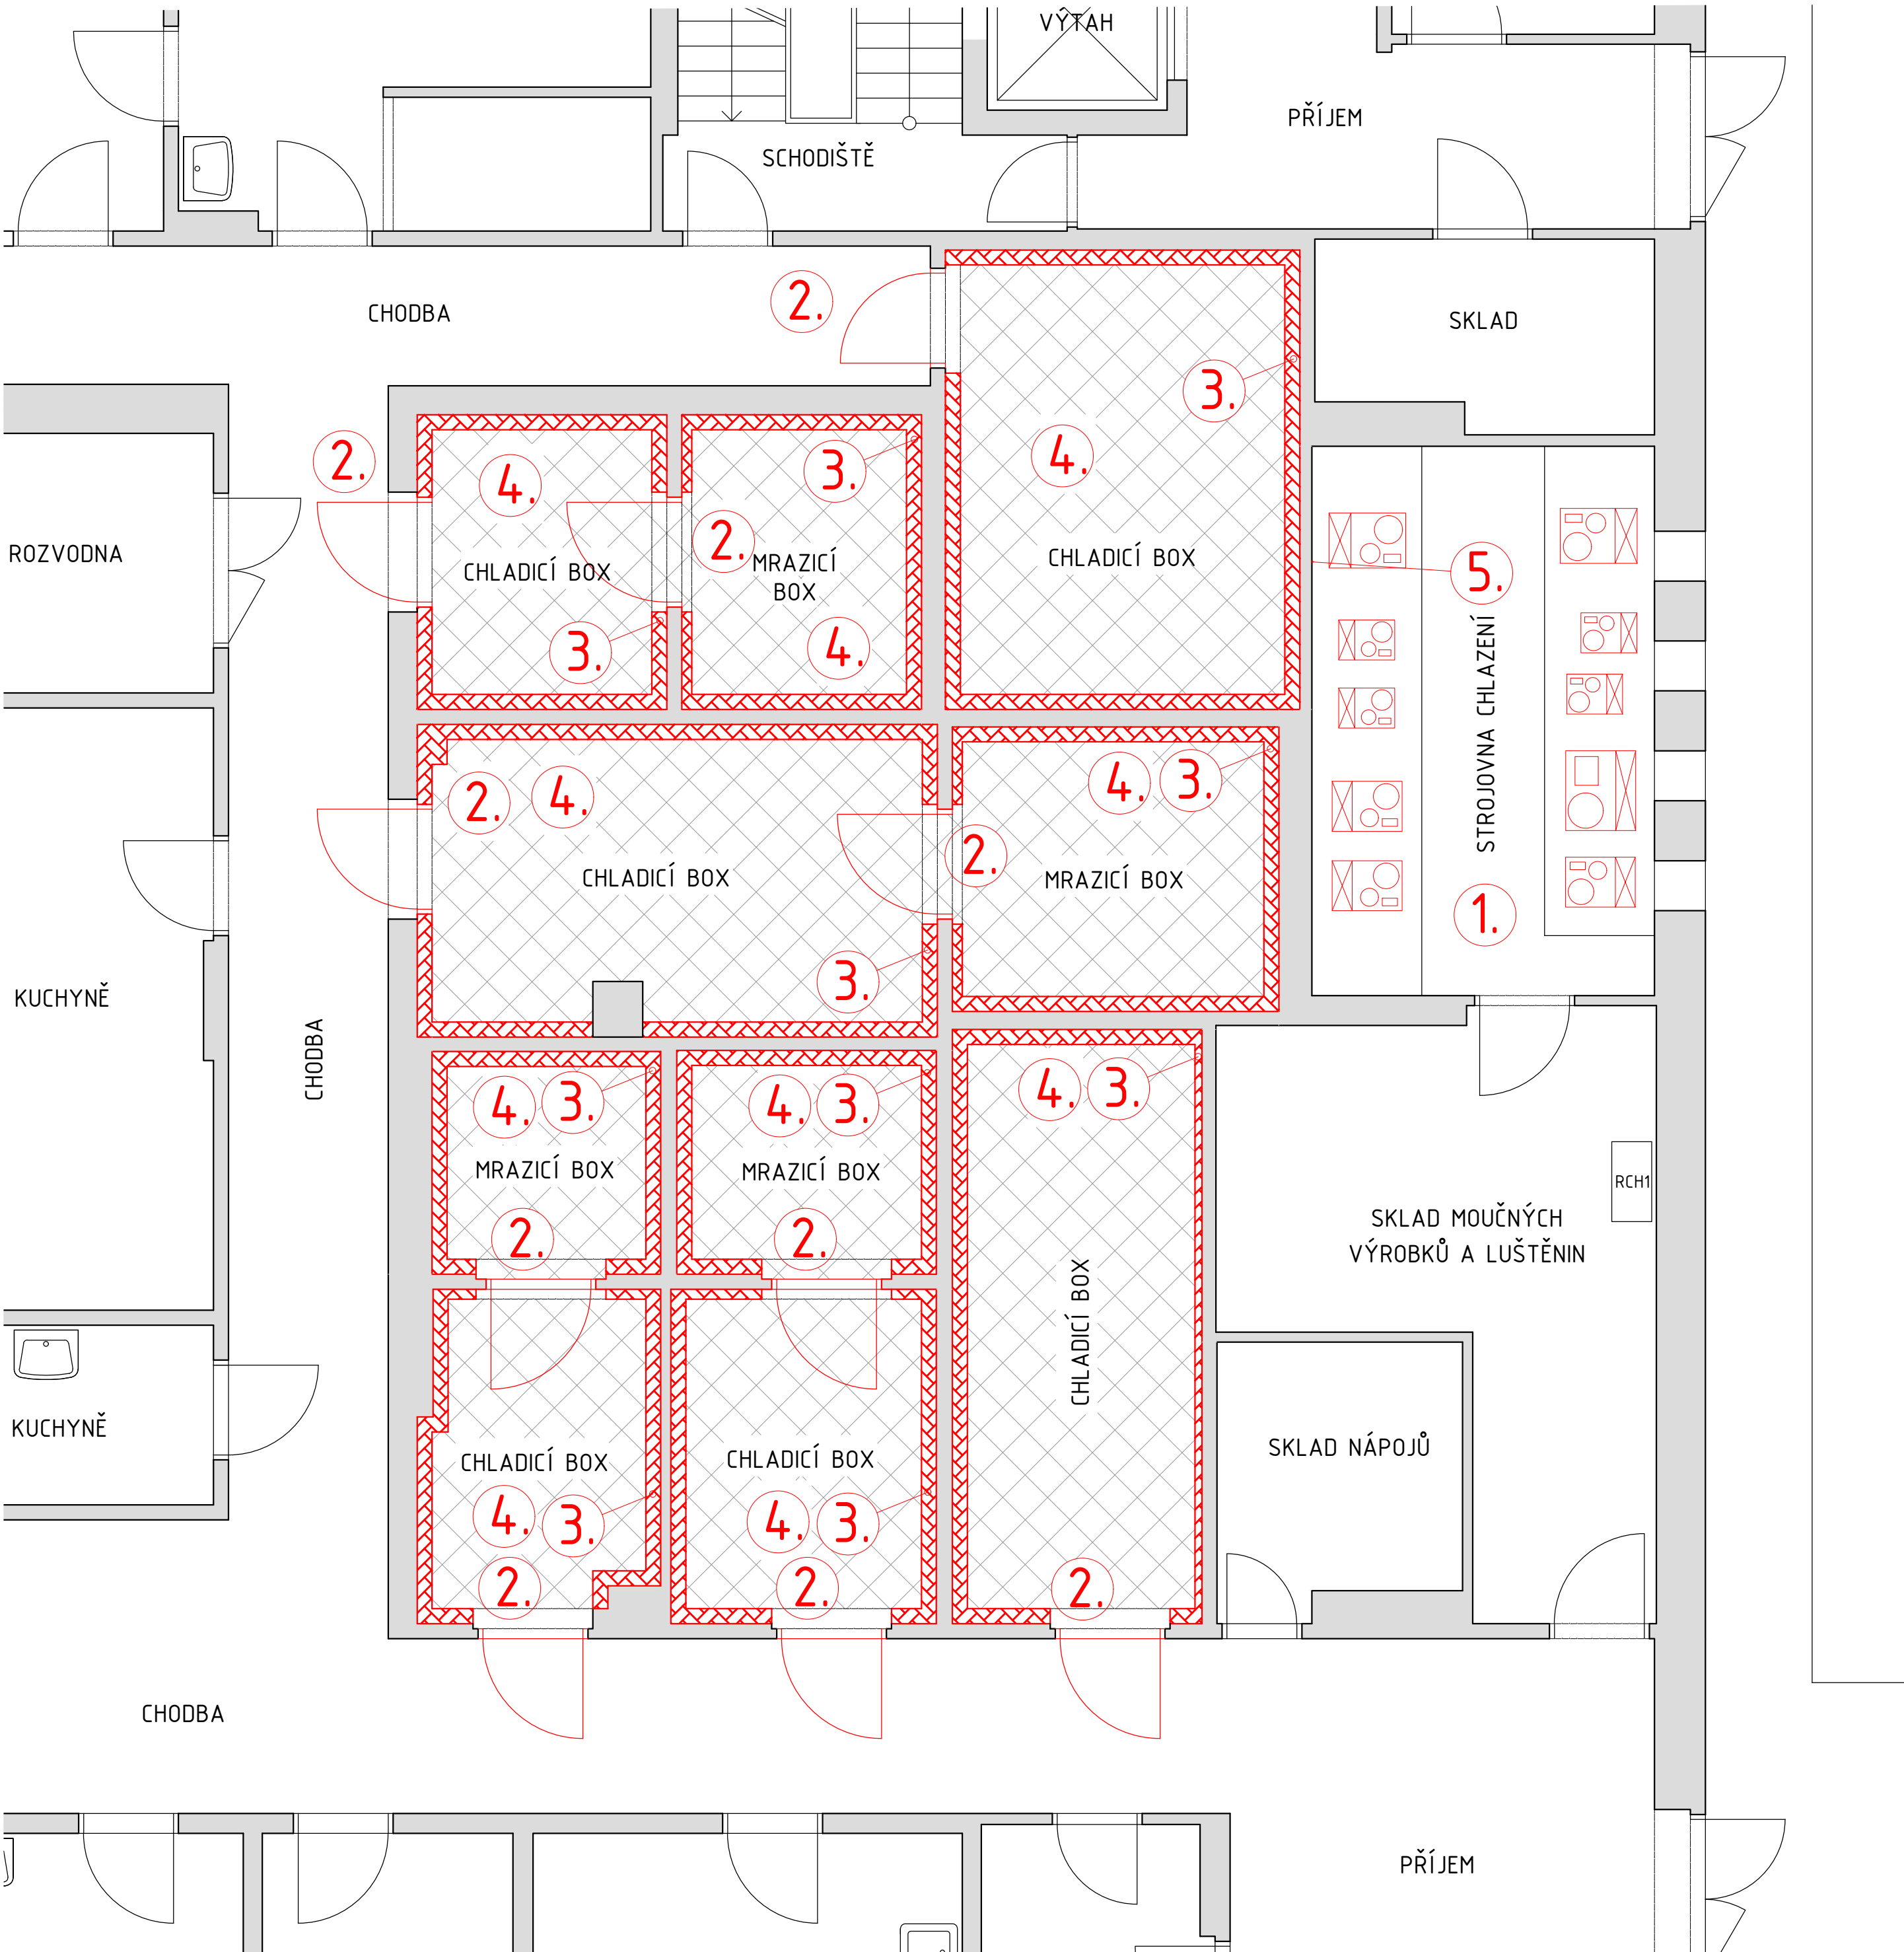 VÝTAH
PŘÍJEM
SCHODIŠTĚ
2.
CHODBA
SKLAD
3.
2.
4.
3.
4.
2.
4.
ROZVODNA
CHLADICÍ BOX
MRAZICÍ
BOX
CHLADICÍ BOX
5.
3.
4.
STROJOVNA CHLAZENÍ
2.
4.
4.
3.
CHLADICÍ BOX
2.
MRAZICÍ BOX
1.
3.
KUCHYNĚ
CHODBA
4.
3.
4.
3.
4.
3.
MRAZICÍ BOX
MRAZICÍ BOX
RCH1
SKLAD MOUČNÝCH
VÝROBKŮ A LUŠTĚNIN
2.
2.
CHLADICÍ BOX
KUCHYNĚ
CHLADICÍ BOX
CHLADICÍ BOX
SKLAD NÁPOJŮ
4.
3.
4.
3.
2.
2.
2.
CHODBA
PŘÍJEM